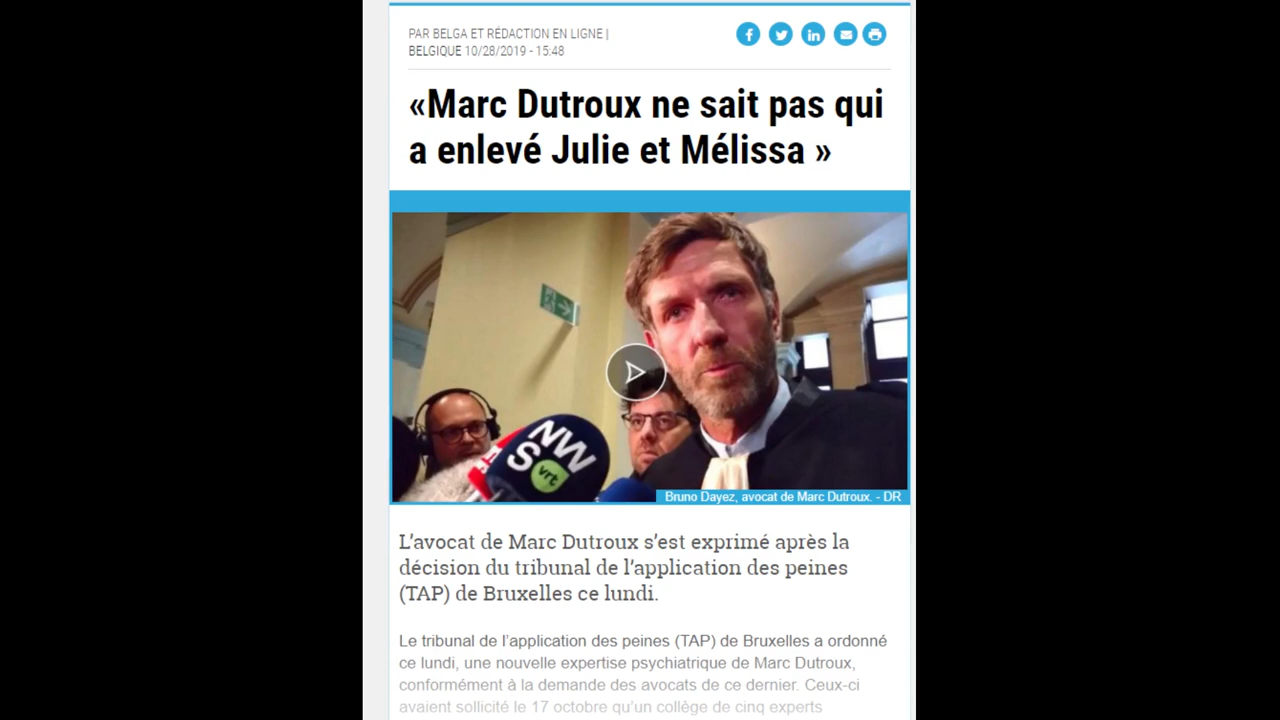 PAR BELGA ET RÉDACTION EN LIGNE |
BELGIQUE 10/28/2019 - 15:48
«Marc Dutroux ne sait pas qui
a enlevé Julie et Mélissa »
NW
S
vrt
Bruno Dayez, avocat de Marc Dutroux. - DR
L’avocat de Marc Dutroux s’est exprimé après la
décision du tribunal de l’application des peines
(TAP) de Bruxelles ce lundi.
Le tribunal de l’application des peines (TAP) de Bruxelles a ordonné
ce lundi, une nouvelle expertise psychiatrique de Marc Dutroux,
conformément à la demande des avocats de ce dernier. Ceux-ci
avaient sollicité le 17 octobre qu’un collège de cinq experts